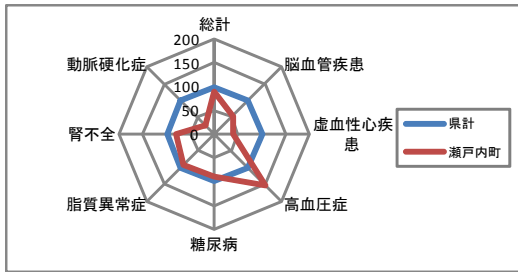 総計
200
150
100
50
0
動脈硬化症
脳血管疾患
腎不全
虚血性心疾
患
脂質異常症
高血圧症
糖尿病
県計
瀬戸内町